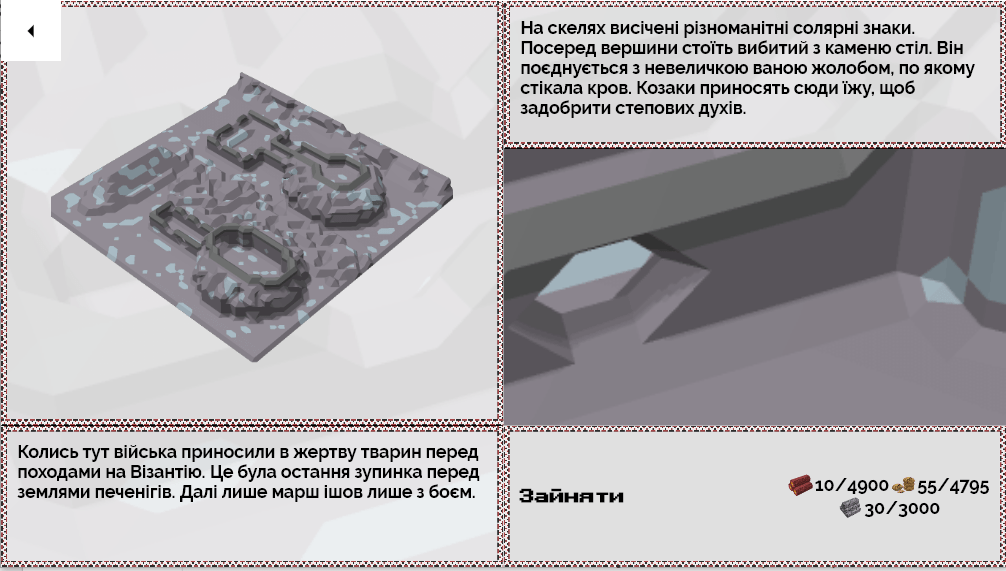 На скелях висічені різноманітні солярні знаки.
Посеред вершини стоїть вибитий з каменю стіл. Він
поєднується з невеличкою ваною жолобом, по якому
стікала кров. Козаки приносять сюди їжу, щоб
задобрити степових духів.
Колись тут війська приносили в жертву тварин перед
походами на Візантію. Це була остання зупинка перед
землями печенігів. Далі лише марш ішов лише з боєм.
Зайняти
10/4900 55/4795
30/3000